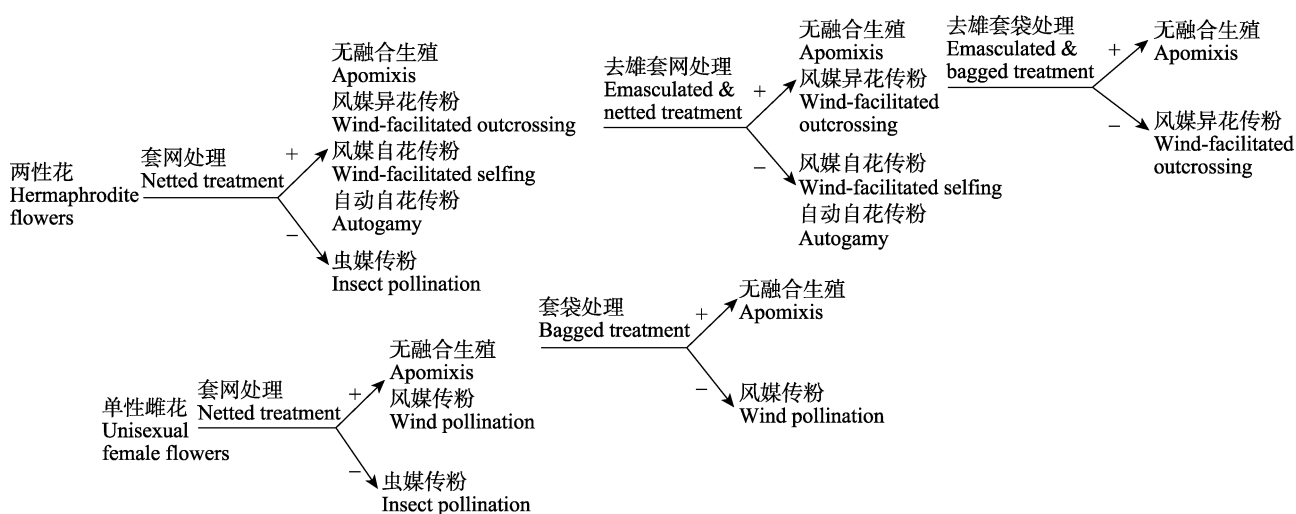 两性花
Hermaphrodite
flowers
套网处理
Netted treatment
+
−
无融合生殖
Apomixis
风媒异花传粉
Wind-facilitated outcrossing
风媒自花传粉
Wind-facilitated selfing
自动自花传粉
Autogamy
虫媒传粉
Insect pollination
去雄套网处理
Emasculated &
netted treatment
+
−
无融合生殖
Apomixis
风媒异花传粉
Wind-facilitated
outcrossing
风媒自花传粉
Wind-facilitated selfing
自动自花传粉
Autogamy
去雄套袋处理
Emasculated &
bagged treatment
+
−
无融合生殖
Apomixis
风媒异花传粉
Wind-facilitated
outcrossing
单性雌花
Unisexual
female flowers
套网处理
Netted treatment
+
−
无融合生殖
Apomixis
风媒传粉
Wind pollination
虫媒传粉
Insect pollination
套袋处理
Bagged treatment
+
−
无融合生殖
Apomixis
风媒传粉
Wind pollination